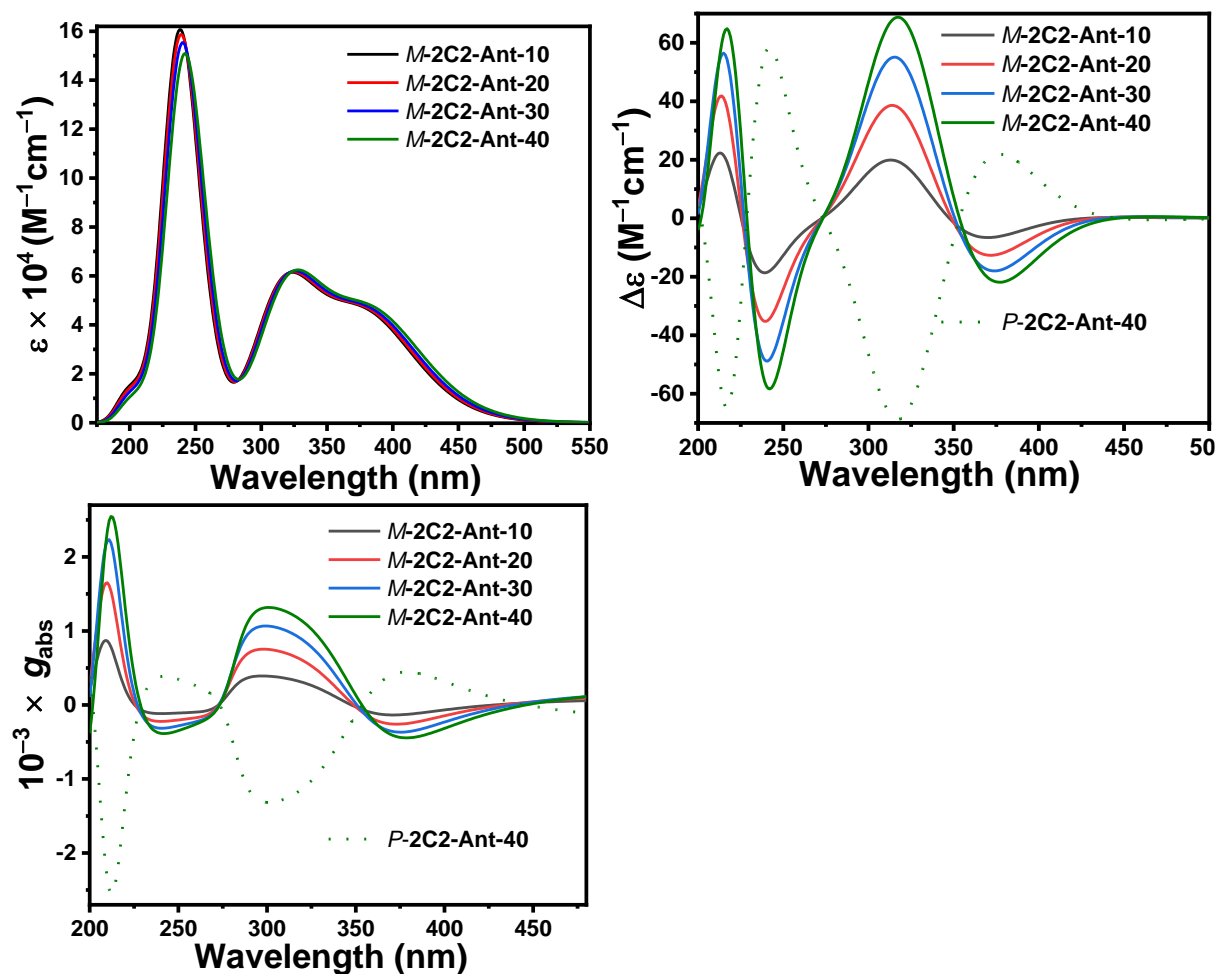 16
14
12
10
8
6
4
2
0
ε × 10⁴ (M⁻¹cm⁻¹)
M-2C2-Ant-10
M-2C2-Ant-20
M-2C2-Ant-30
M-2C2-Ant-40
200 250 300 350 400 450 500 550
Wavelength (nm)
60
40
20
0
-20
-40
-60
Δε (M⁻¹cm⁻¹)
M-2C2-Ant-10
M-2C2-Ant-20
M-2C2-Ant-30
M-2C2-Ant-40
P-2C2-Ant-40
200 250 300 350 400 450 50
Wavelength (nm)
2
1
0
-1
-2
10⁻³ × gabs
M-2C2-Ant-10
M-2C2-Ant-20
M-2C2-Ant-30
M-2C2-Ant-40
P-2C2-Ant-40
200 250 300 350 400 450
Wavelength (nm)